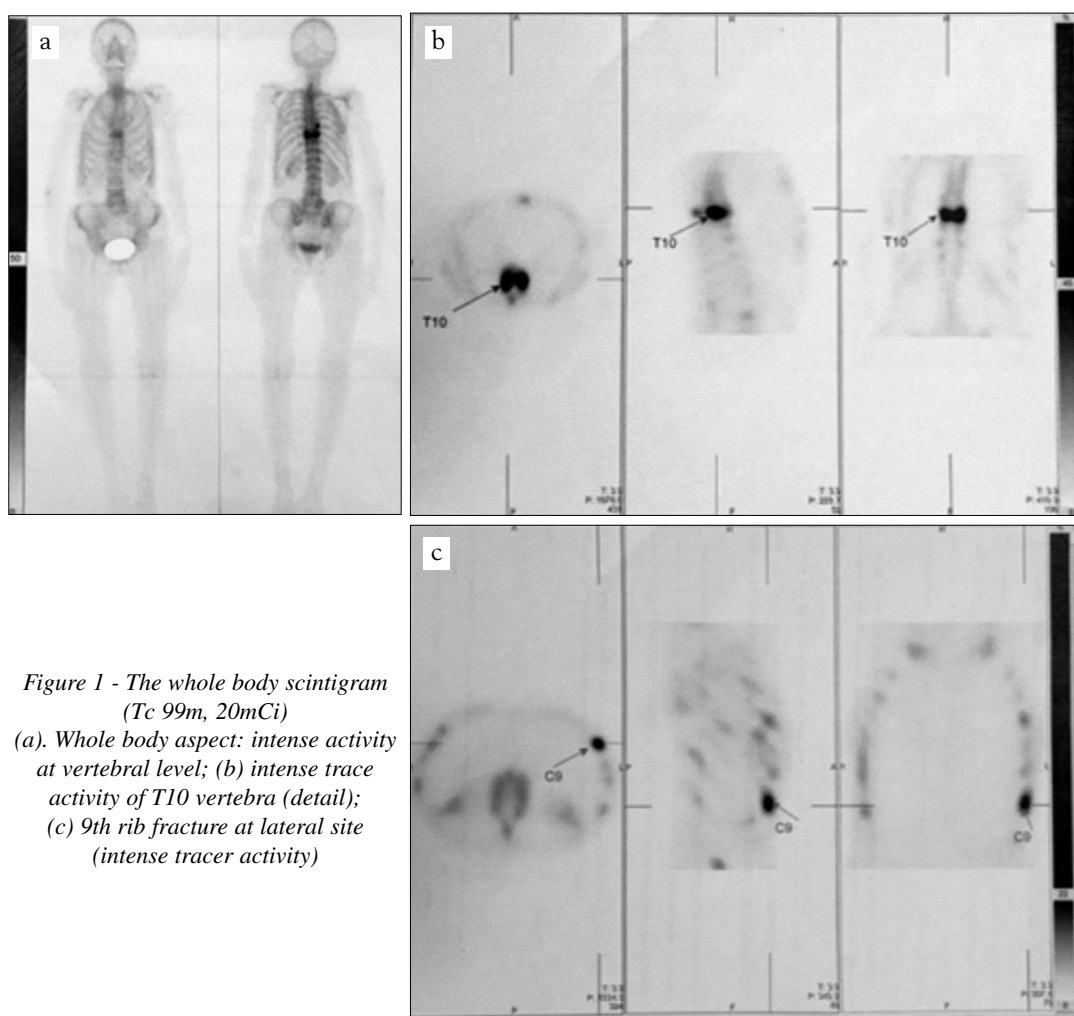 a
50
b
T10
T10
T10
c
C9
C9
C9
Figure 1 - The whole body scintigram
(Tc 99m, 20mCi)
(a). Whole body aspect: intense activity
at vertebral level; (b) intense trace
activity of T10 vertebra (detail);
(c) 9th rib fracture at lateral site
(intense tracer activity)